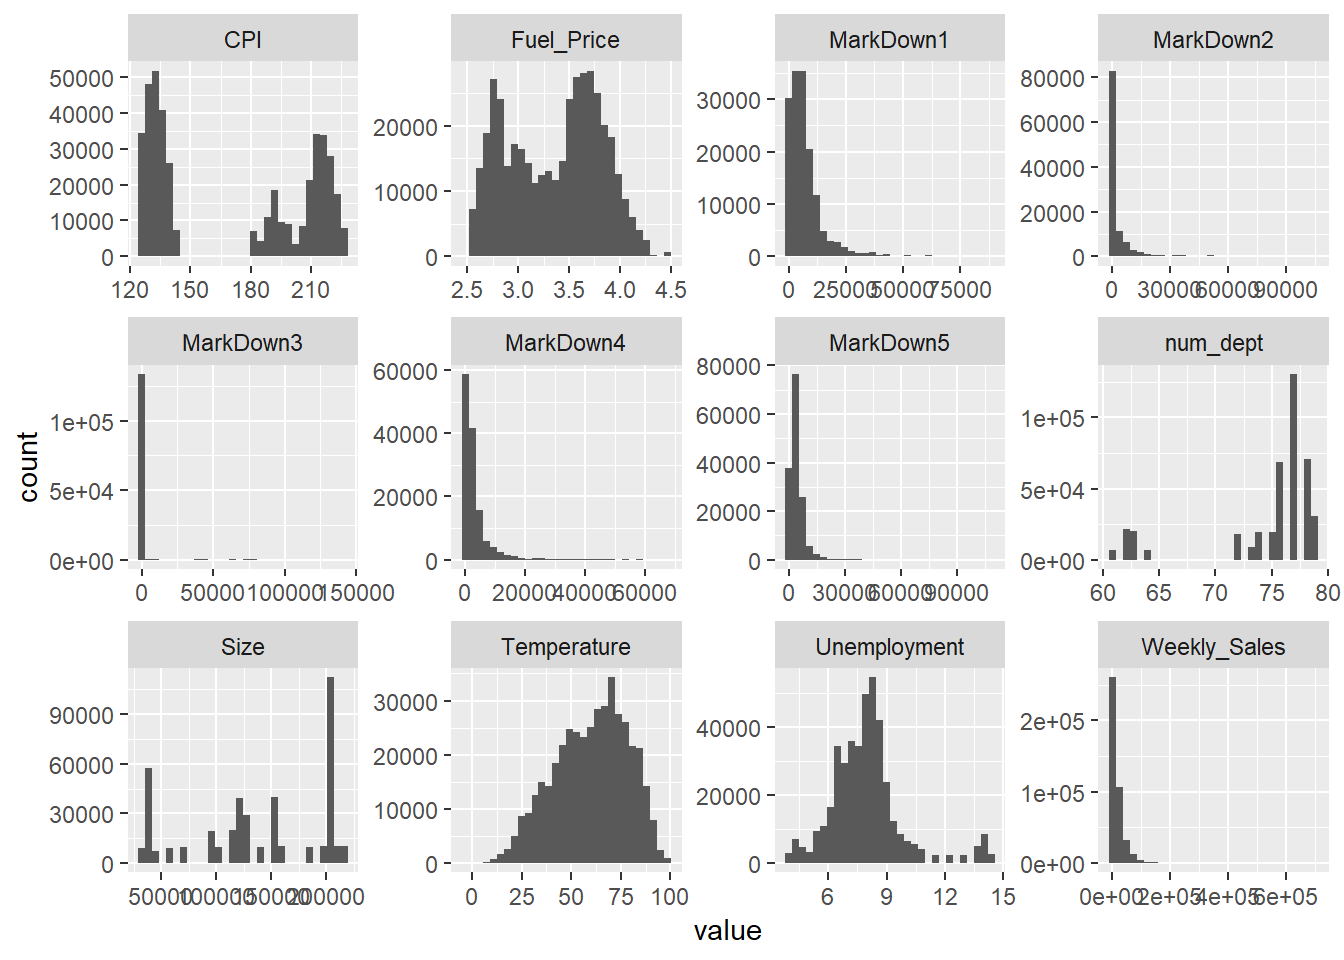 CPI Fuel_Price MarkDown1 MarkDown2
50000
40000
30000
20000
10000
0
120 150 180 210
20000
10000
0
2.5 3.0 3.5 4.0 4.5
30000
20000
10000
0
0 25000 50000 75000
80000
60000
40000
20000
0
0 30000 60000 90000
MarkDown3 MarkDown4 MarkDown5 num_dept
1e+05
5e+04
0e+00
0 50000 100000 150000
60000
40000
20000
0
0 20000 40000 60000
80000
60000
40000
20000
0
0 30000 60000 90000
1e+05
5e+04
0e+00
60 65 70 75 80
Size Temperature Unemployment Weekly_Sales
90000
60000
30000
0
50000 100000 150000 200000
30000
20000
10000
0
0 25 50 75 100
40000
20000
0
6 9 12 15
2e+05
1e+05
0e+00
0e+00 2e+05 4e+05 6e+05
count
value